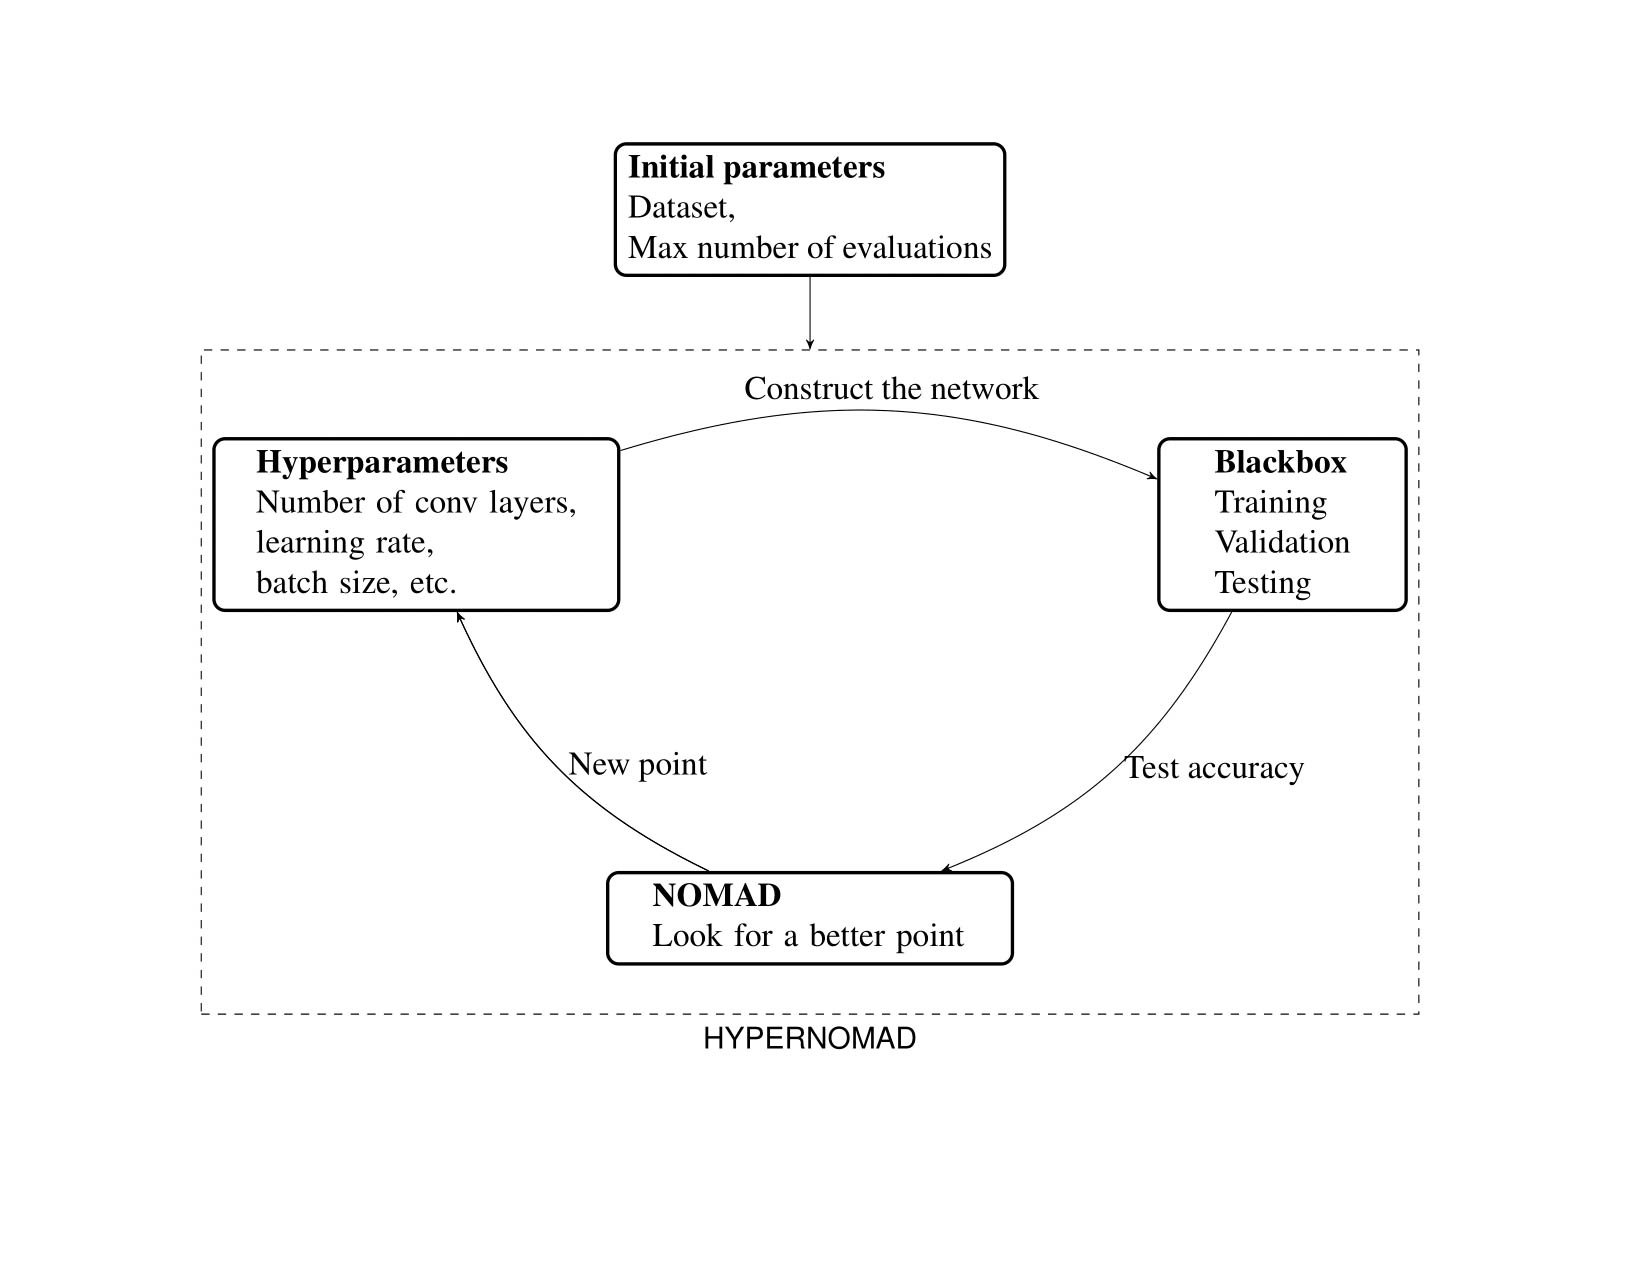 Initial parameters
Dataset,
Max number of evaluations
Construct the network
Hyperparameters
Number of conv layers,
learning rate,
batch size, etc.
Blackbox
Training
Validation
Testing
New point
Test accuracy
NOMAD
Look for a better point
HYPERNOMAD